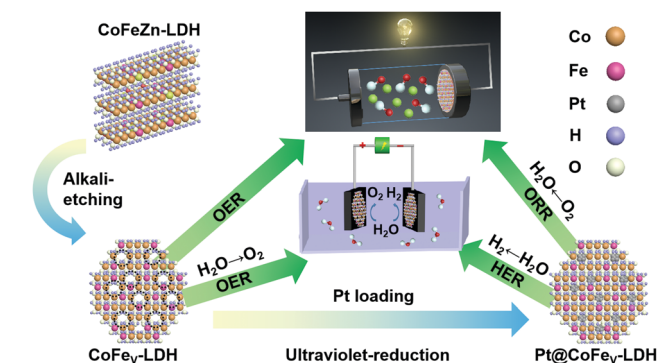 CoFeZn-LDH
Co
Fe
Pt
H
O
Alkali-
etching
OER
H₂O→O₂
OER
+
−
O₂ H₂
H₂O
H₂O←O₂
ORR
H₂←H₂O
HER
Pt loading
CoFeᵥ-LDH
Ultraviolet-reduction
Pt@CoFeᵥ-LDH